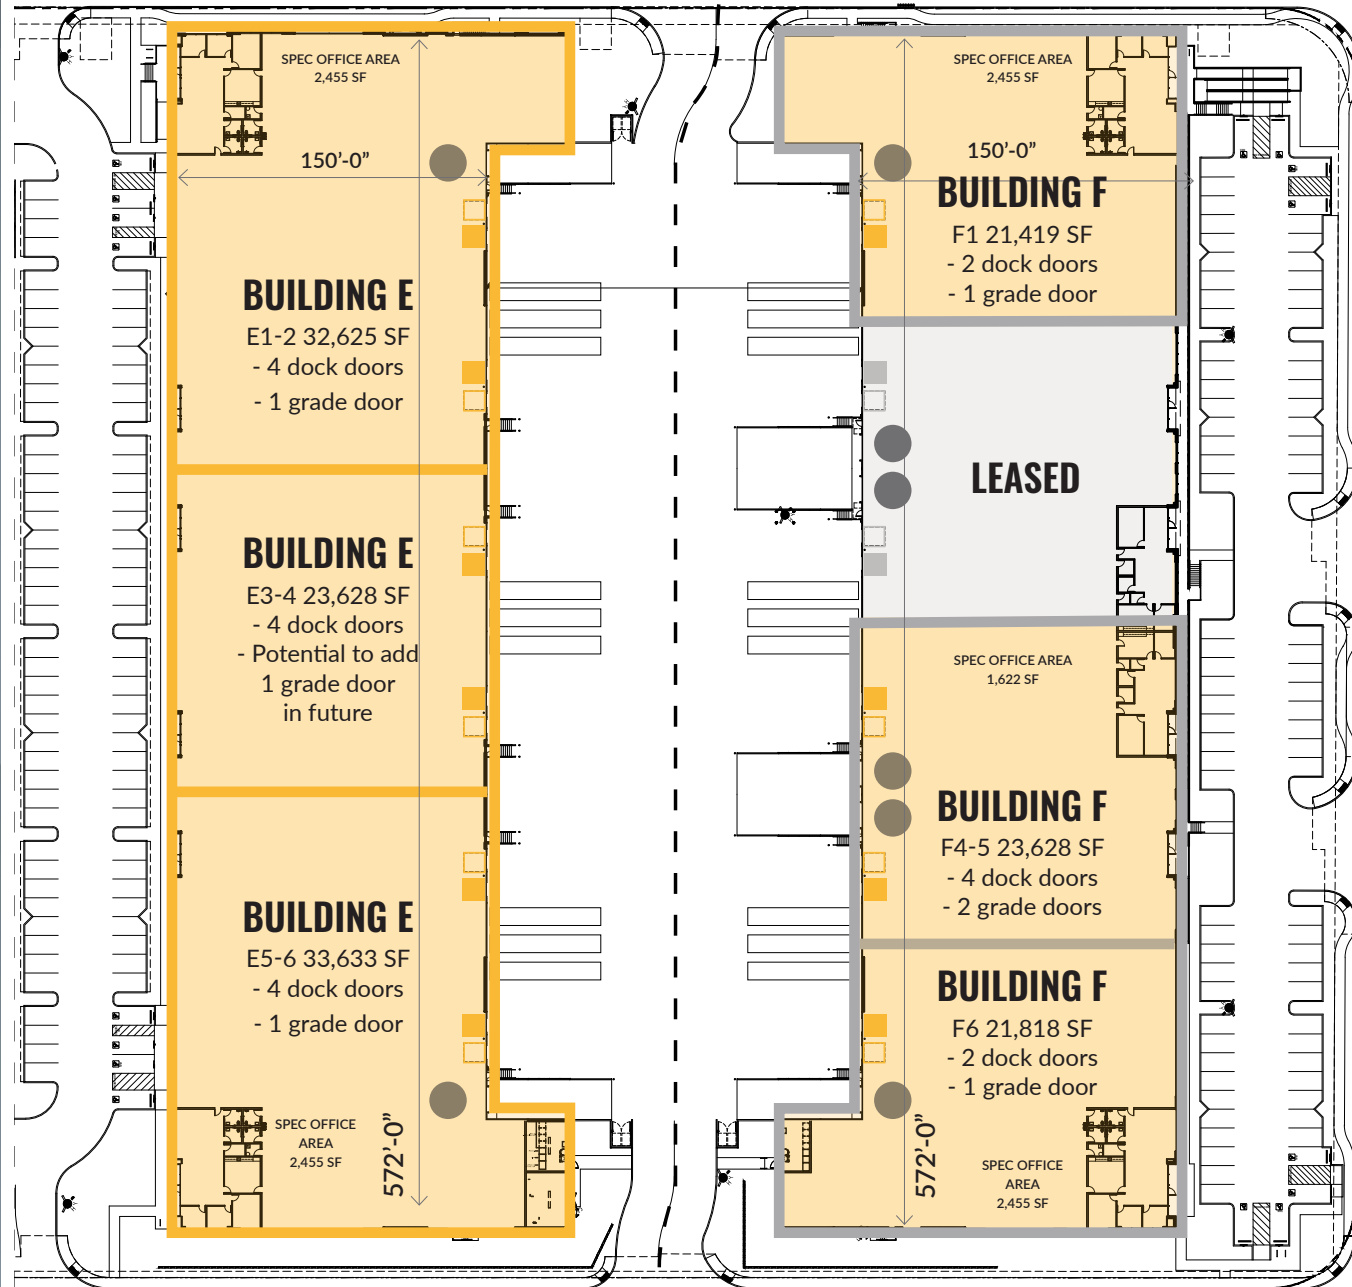 SPEC OFFICE AREA
2,455 SF
150’-0”
BUILDING E
E1-2 32,625 SF
- 4 dock doors
- 1 grade door
BUILDING E
E3-4 23,628 SF
- 4 dock doors
- Potential to add
1 grade door
in future
BUILDING E
E5-6 33,633 SF
- 4 dock doors
- 1 grade door
SPEC OFFICE
AREA
2,455 SF
572’-0”
SPEC OFFICE AREA
2,455 SF
150’-0”
BUILDING F
F1 21,419 SF
- 2 dock doors
- 1 grade door
LEASED
SPEC OFFICE AREA
1,622 SF
BUILDING F
F4-5 23,628 SF
- 4 dock doors
- 2 grade doors
BUILDING F
F6 21,818 SF
- 2 dock doors
- 1 grade door
572’-0”
SPEC OFFICE
AREA
2,455 SF